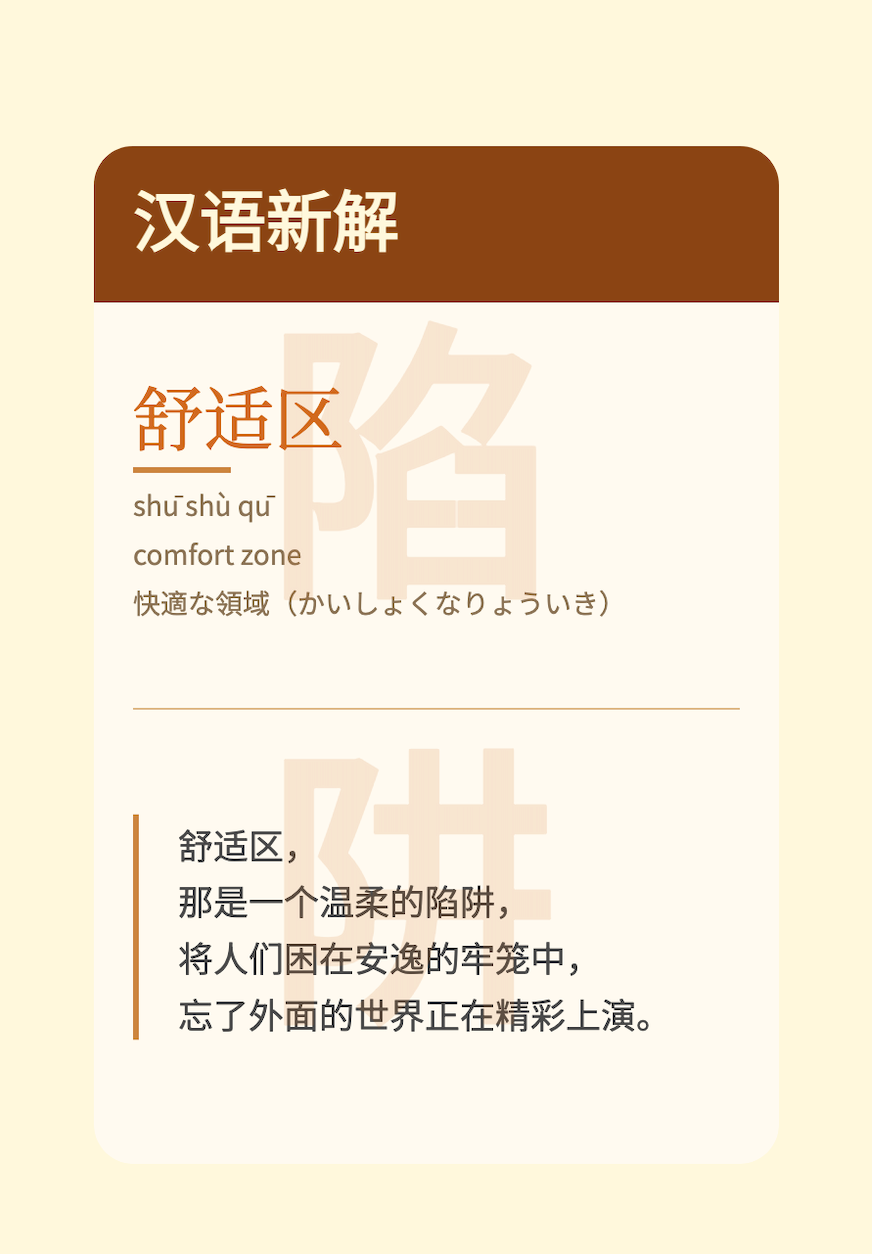 汉语新解
陷
舒适区
shū shù qū
comfort zone
快適な領域（かいしょくなりょういき）
阱
舒适区，
那是一个温柔的陷阱，
将人们困在安逸的牢笼中，
忘了外面的世界正在精彩上演。